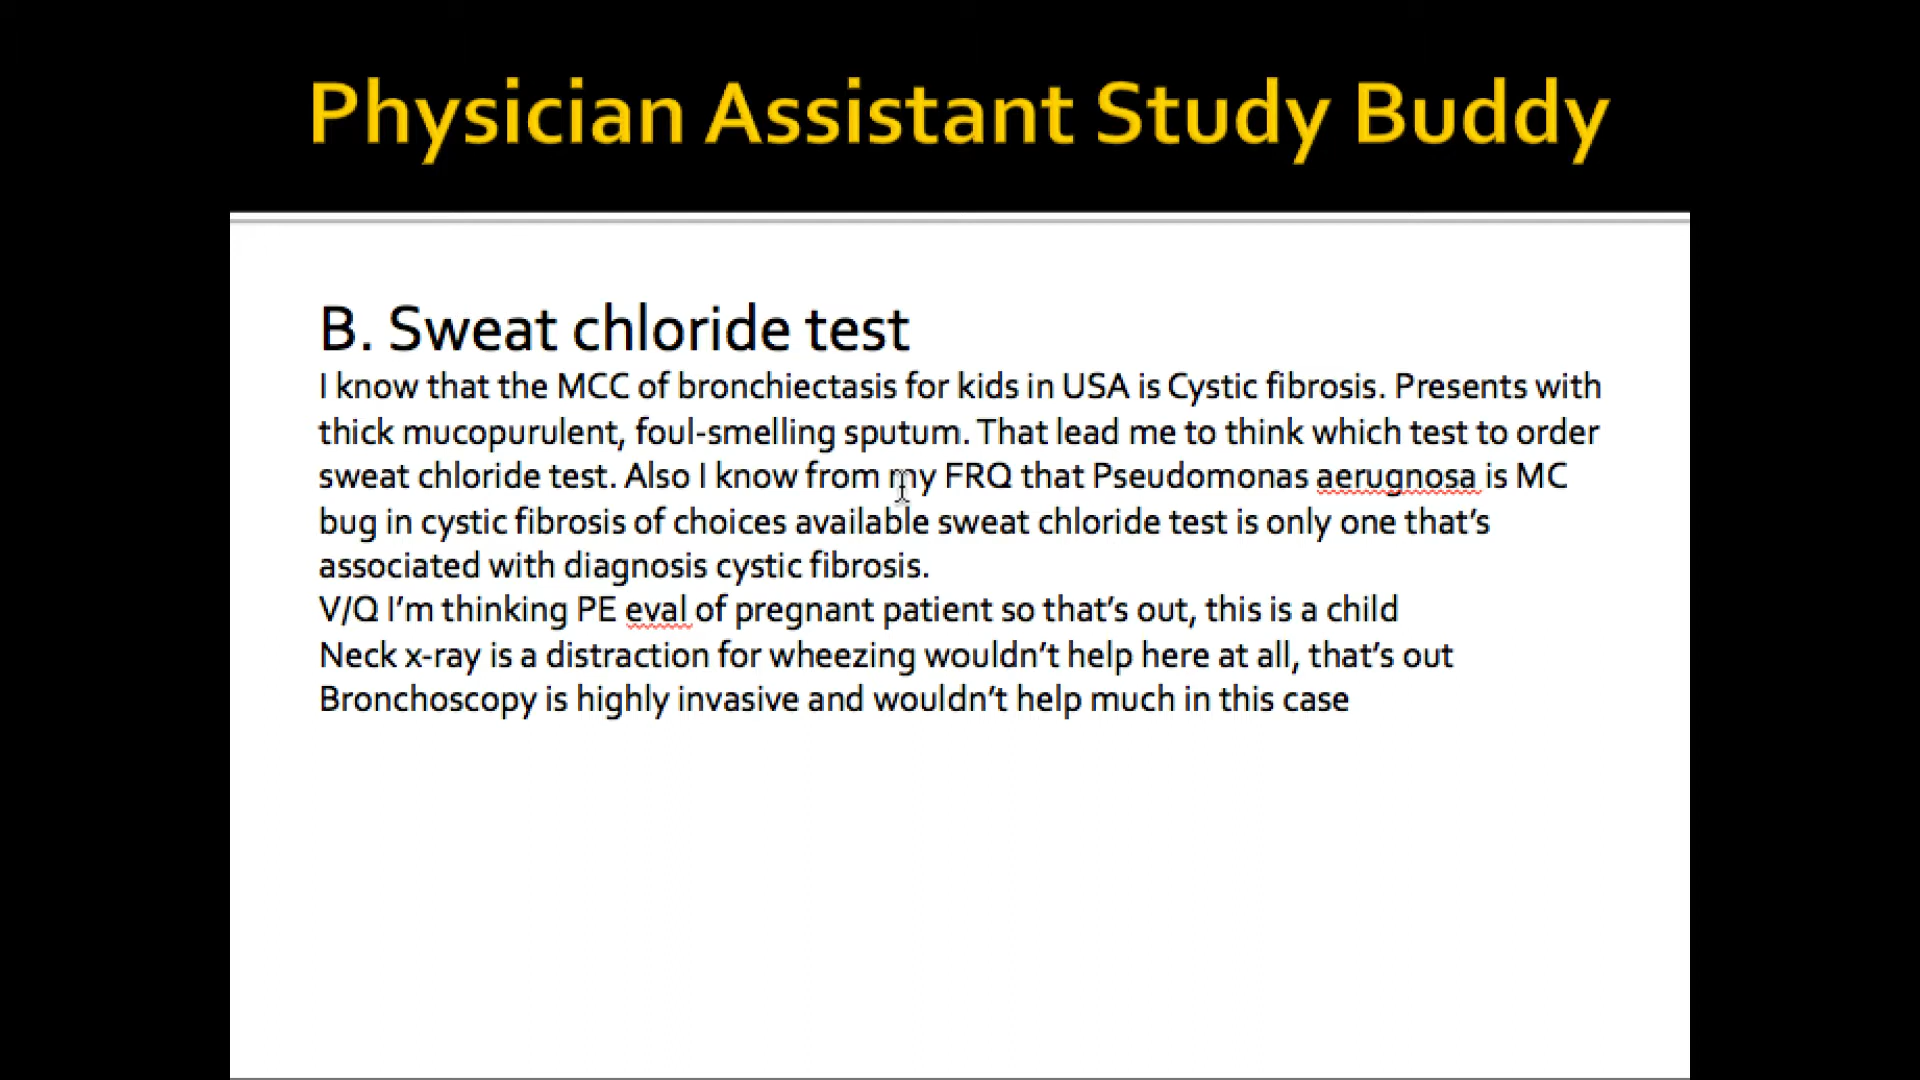 Physician Assistant Study Buddy
B. Sweat chloride test
I know that the MCC of bronchiectasis for kids in USA is Cystic fibrosis. Presents with
thick mucopurulent, foul-smelling sputum. That lead me to think which test to order
sweat chloride test. Also I know from my FRQ that Pseudomonas aerugnosa is MC
bug in cystic fibrosis of choices available sweat chloride test is only one that’s
associated with diagnosis cystic fibrosis.
V/Q I’m thinking PE eval of pregnant patient so that’s out, this is a child
Neck x-ray is a distraction for wheezing wouldn’t help here at all, that’s out
Bronchoscopy is highly invasive and wouldn’t help much in this case